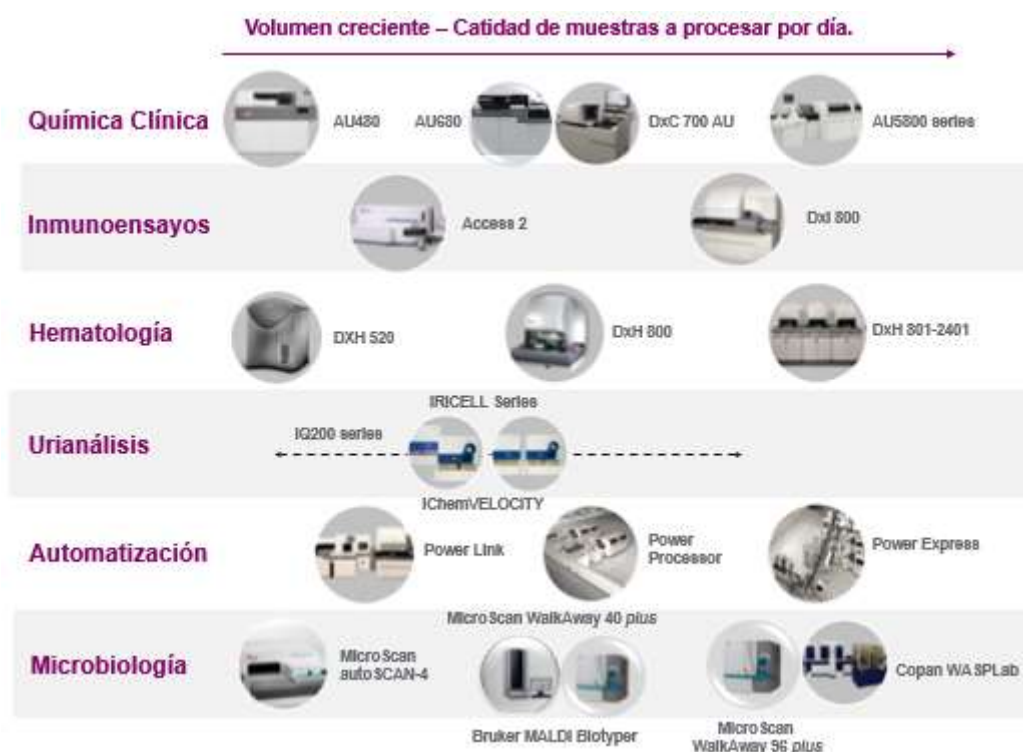 Volumen creciente – Catidad de muestras a procesar por día.
Química Clínica
AU480
AU680
DxC 700 AU
AU5800 series
Inmunoensayos
Access 2
DxI 800
Hematología
DXH 520
DxH 800
DxH 801-2401
Urianálisis
IRICELL Series
IQ200 series
IChemVELOCITY
Automatización
Power Link
Power
Processor
Power Express
Microbiología
MicroScan
autoSCAN-4
MicroScan WalkAway 40 plus
Bruker MALDI Biotyper
MicroScan
WalkAway 96 plus
Copan WASPLab